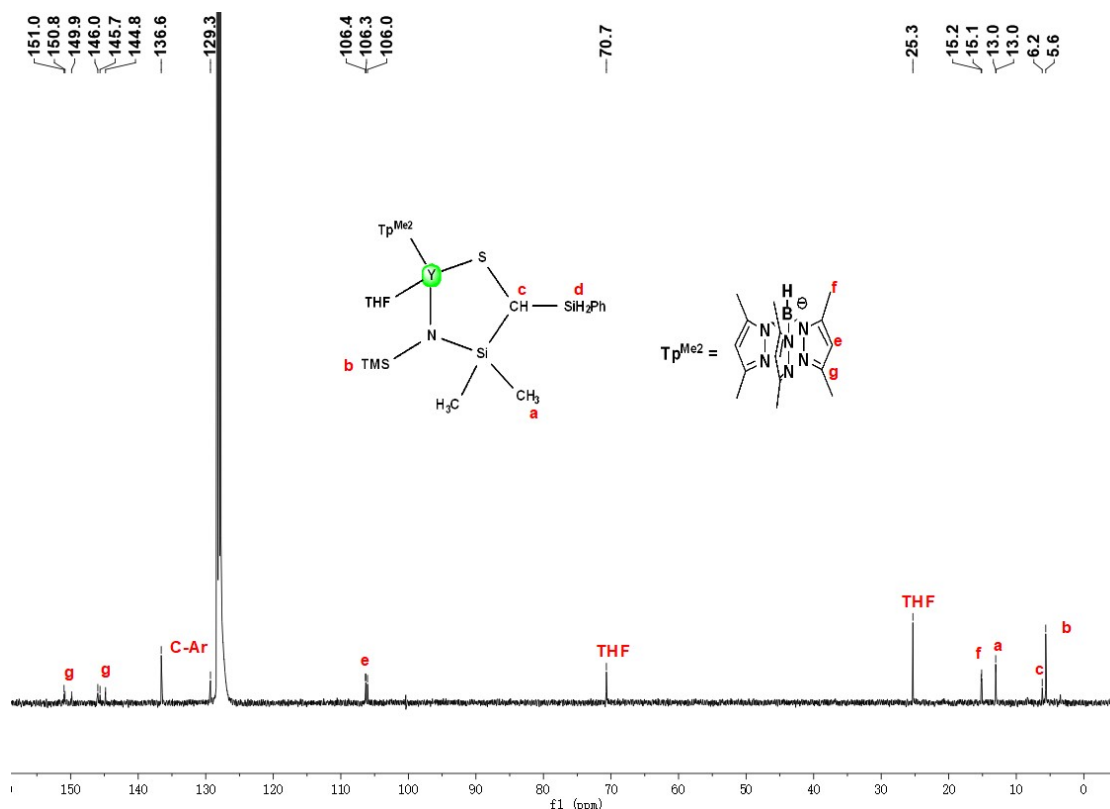 151.0
150.8
149.9
146.0
145.7
144.8
136.6
129.3
106.4
106.3
106.0
70.7
25.3
15.2
15.1
13.0
13.0
6.2
5.6
Tp^Me2
S
Y
THF
c
CH
d
SiH2Ph
N
Si
b TMS
H3C
CH3
a
Tp^Me2 =
H
B ⊖
f
N N N
e
N N N
g
g
g
C-Ar
e
THF
THF
f
a
c
b
150 140 130 120 110 100 90 80 70 60 50 40 30 20 10 0
f1 (ppm)